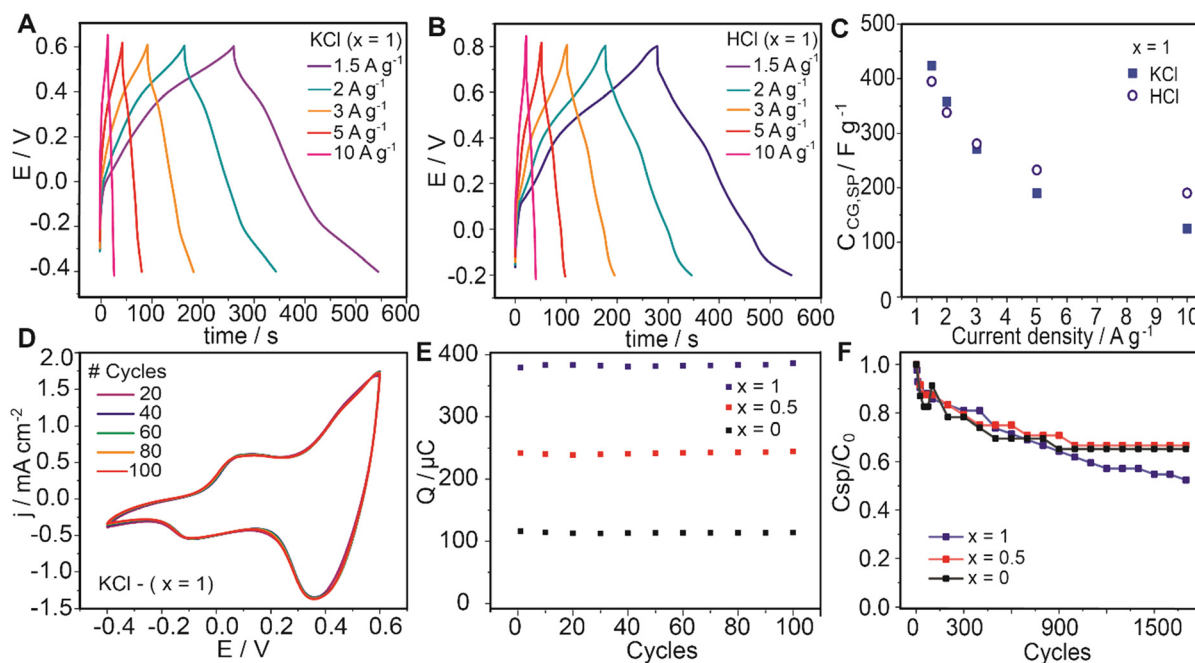 A
E / V
0.6
0.4
0.2
0.0
-0.2
-0.4
KCl (x = 1)
1.5 A g⁻¹
2 A g⁻¹
3 A g⁻¹
5 A g⁻¹
10 A g⁻¹
0 100 200 300 400 500 600
time / s
B
E / V
0.8
0.6
0.4
0.2
0.0
-0.2
HCl (x = 1)
1.5 A g⁻¹
2 A g⁻¹
3 A g⁻¹
5 A g⁻¹
10 A g⁻¹
0 100 200 300 400 500 600
time / s
C
C_CG,SP / F g⁻¹
500
400
300
200
100
0
x = 1
KCl
HCl
1 2 3 4 5 6 7 8 9 10
Current density / A g⁻¹
D
j / mA cm⁻²
2.0
1.5
1.0
0.5
0.0
-0.5
-1.0
-1.5
# Cycles
20
40
60
80
100
KCl - ( x = 1)
-0.4 -0.2 0.0 0.2 0.4 0.6
E / V
E
Q / µC
400
300
200
100
0
x = 1
x = 0.5
x = 0
0 20 40 60 80 100
Cycles
F
Csp/C₀
1.0
0.8
0.6
0.4
0.2
0.0
x = 1
x = 0.5
x = 0
0 300 900 1500
Cycles